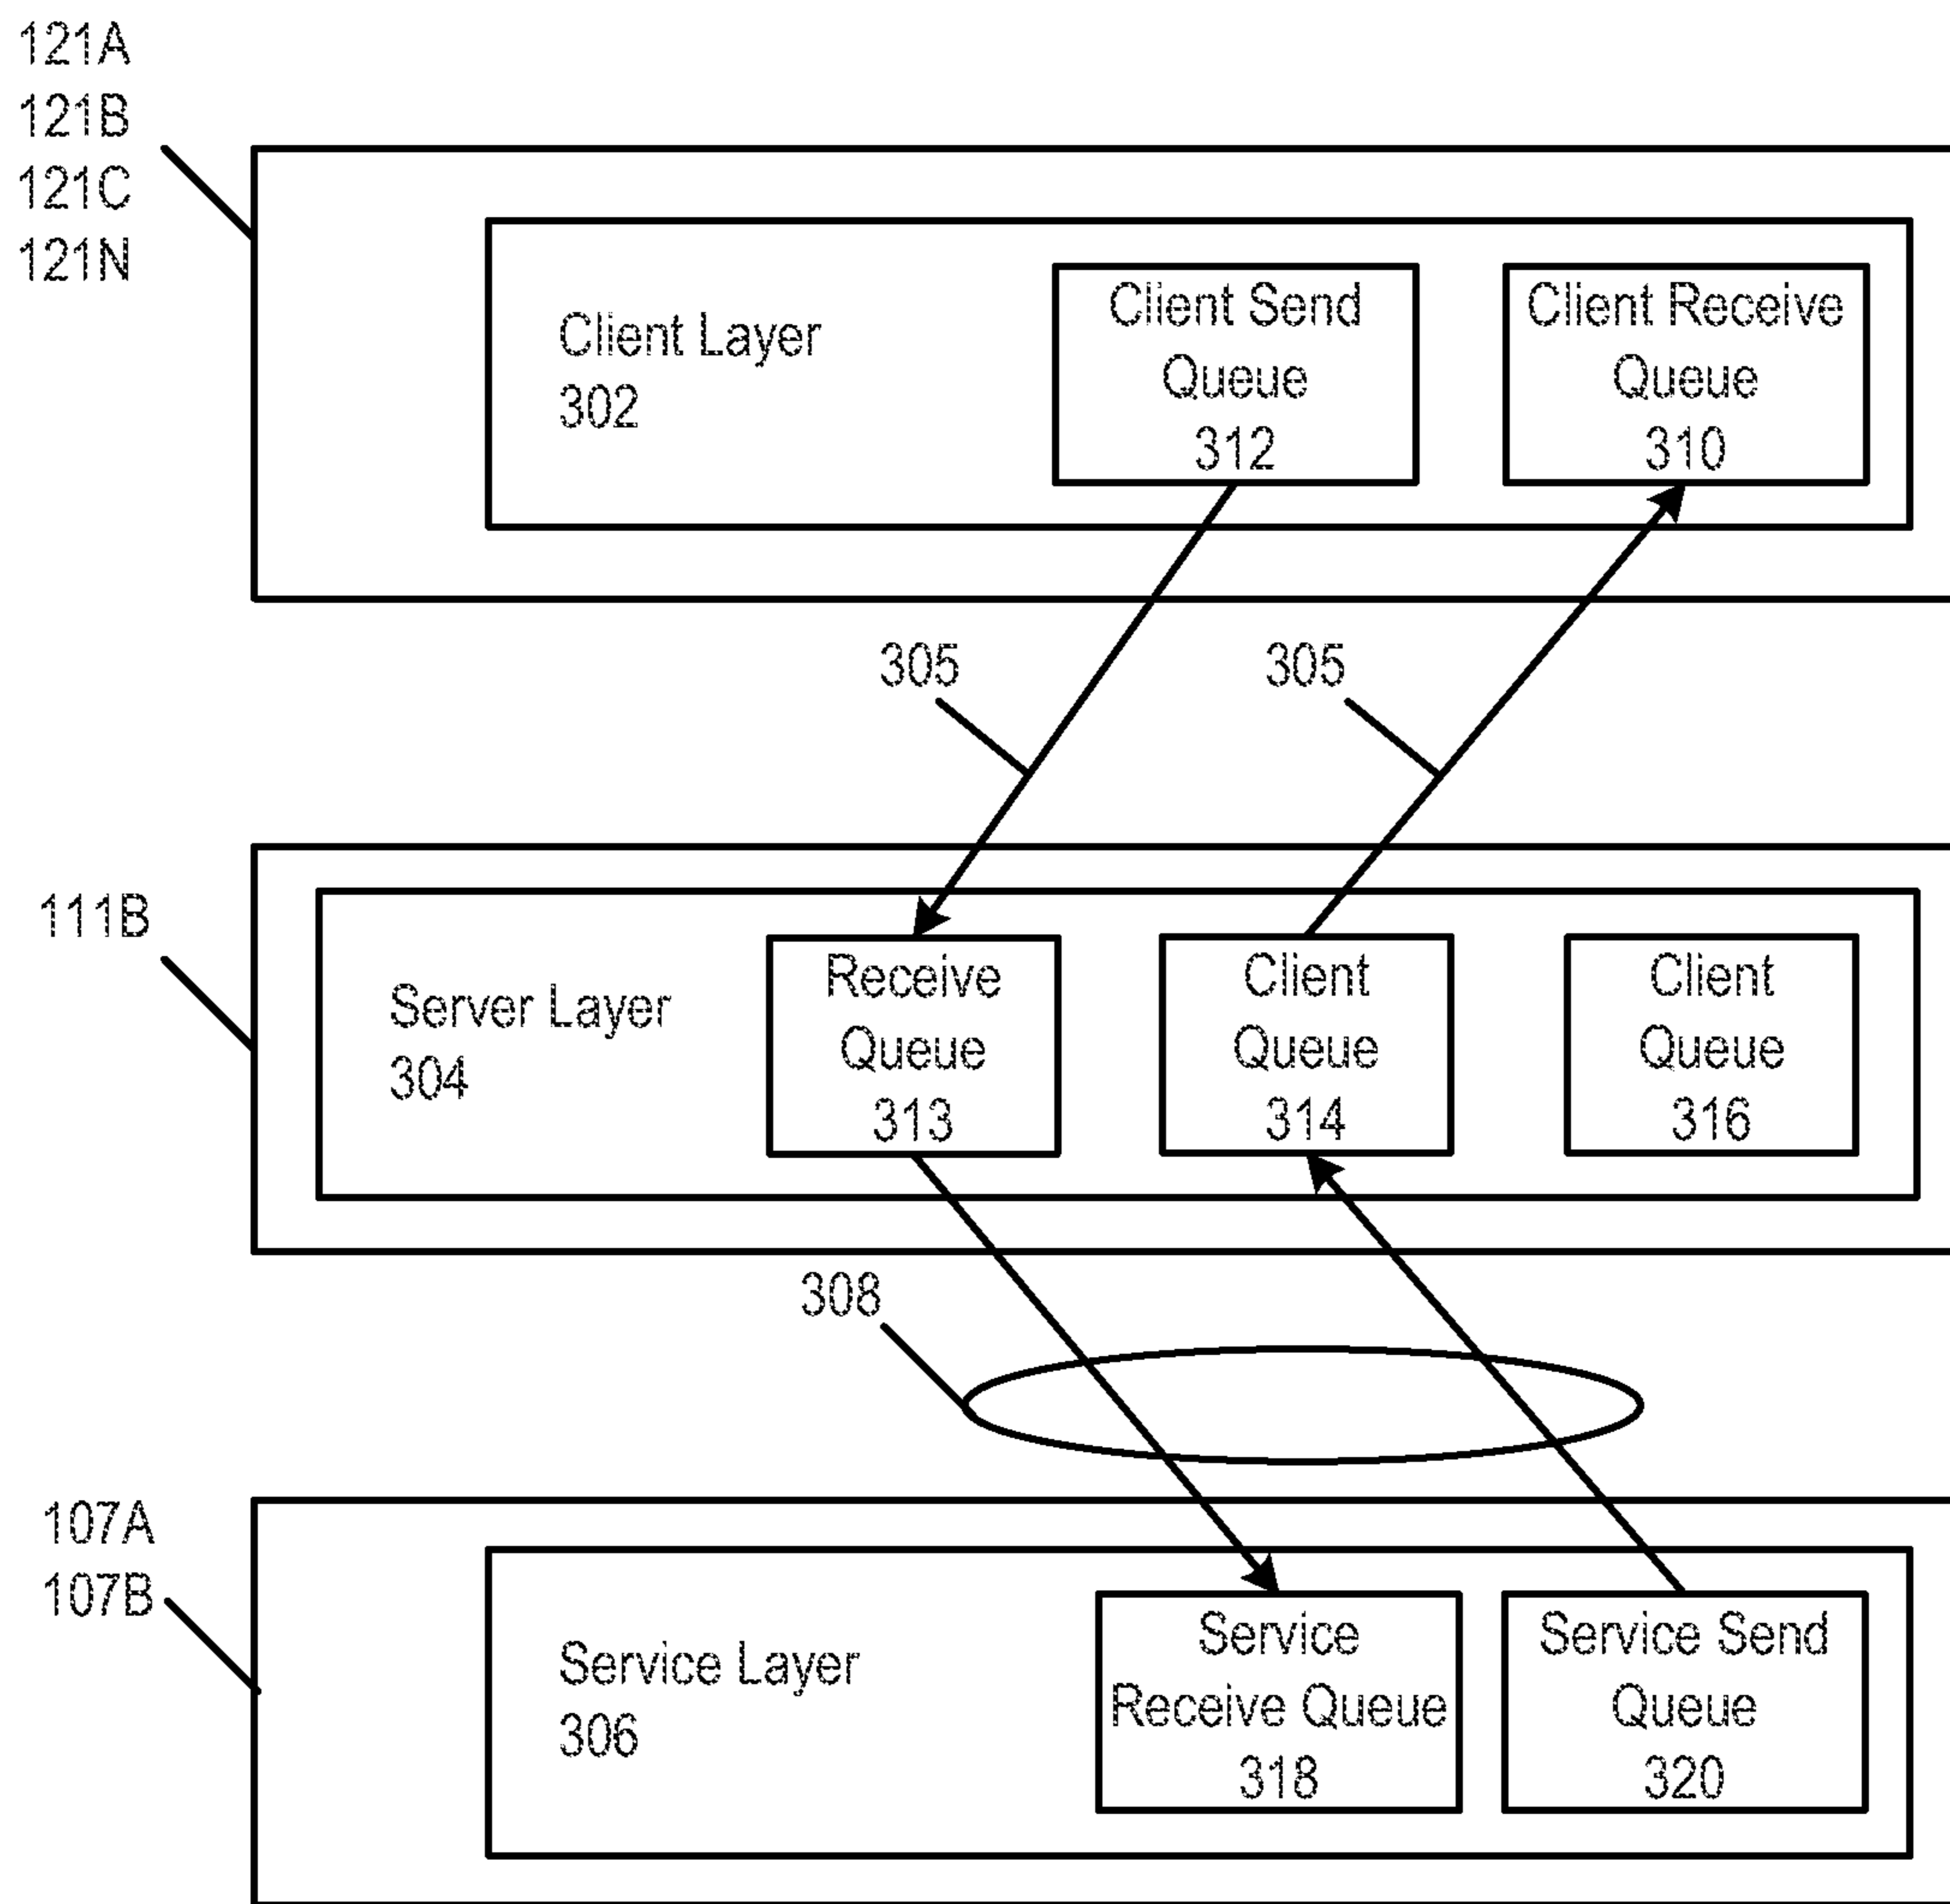 121A
121B
121C
121N
Client Layer
302
Client Send
Queue
312
Client Receive
Queue
310
305
305
111B
Server Layer
304
Receive
Queue
313
Client
Queue
314
Client
Queue
316
308
107A
107B
Service Layer
306
Service
Receive Queue
318
Service Send
Queue
320